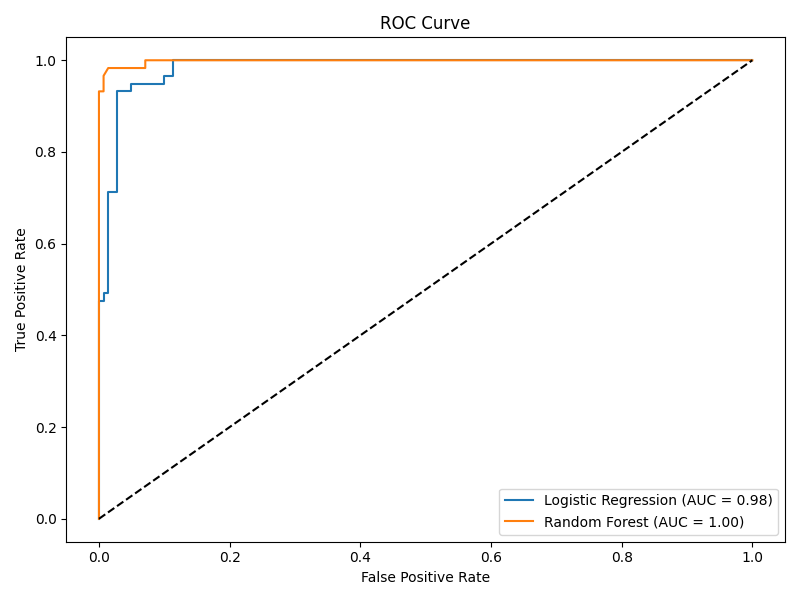 ROC Curve
1.0
0.8
0.6
0.4
0.2
0.0
True Positive Rate
0.0 0.2 0.4 0.6 0.8 1.0
False Positive Rate
Logistic Regression (AUC = 0.98)
Random Forest (AUC = 1.00)